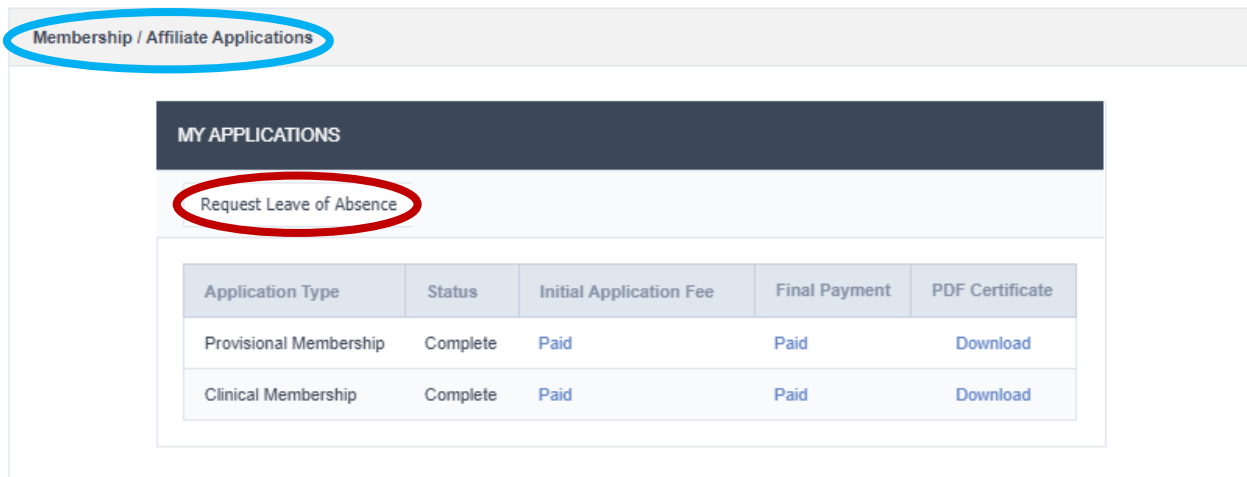 Membership / Affiliate Applications
MY APPLICATIONS
Request Leave of Absence
Application Type Status Initial Application Fee Final Payment PDF Certificate
Provisional Membership Complete Paid Paid Download
Clinical Membership Complete Paid Paid Download